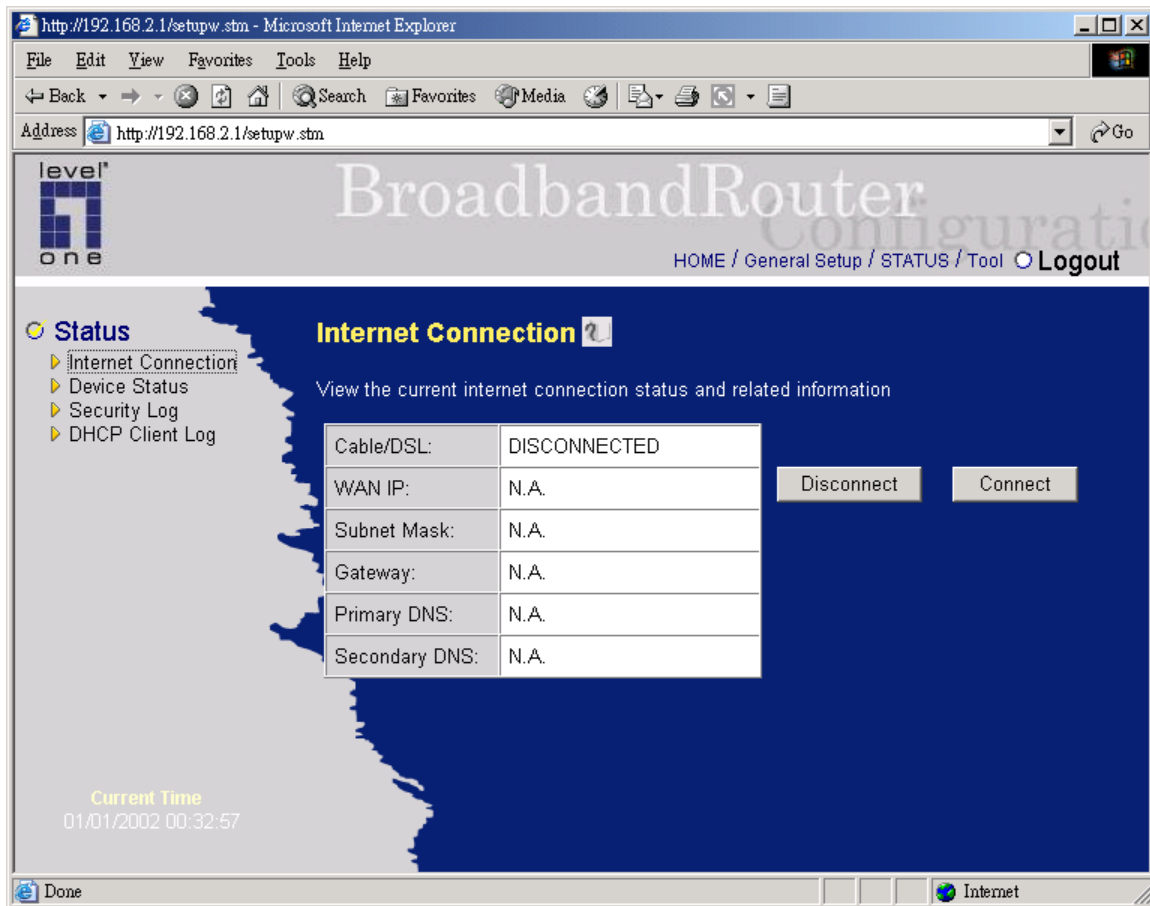 http://192.168.2.1/setupw.stm - Microsoft Internet Explorer
File Edit View Favorites Tools Help
Back Search Favorites Media
Address http://192.168.2.1/setupw.stm Go
level one
BroadbandRouter
Configuratio
HOME / General Setup / STATUS / Tool Logout
Status
Internet Connection
Device Status
Security Log
DHCP Client Log
Internet Connection
View the current internet connection status and related information
Cable/DSL: DISCONNECTED
WAN IP: N.A.
Subnet Mask: N.A.
Gateway: N.A.
Primary DNS: N.A.
Secondary DNS: N.A.
Disconnect Connect
Current Time
01/01/2002 00:32:57
Done Internet